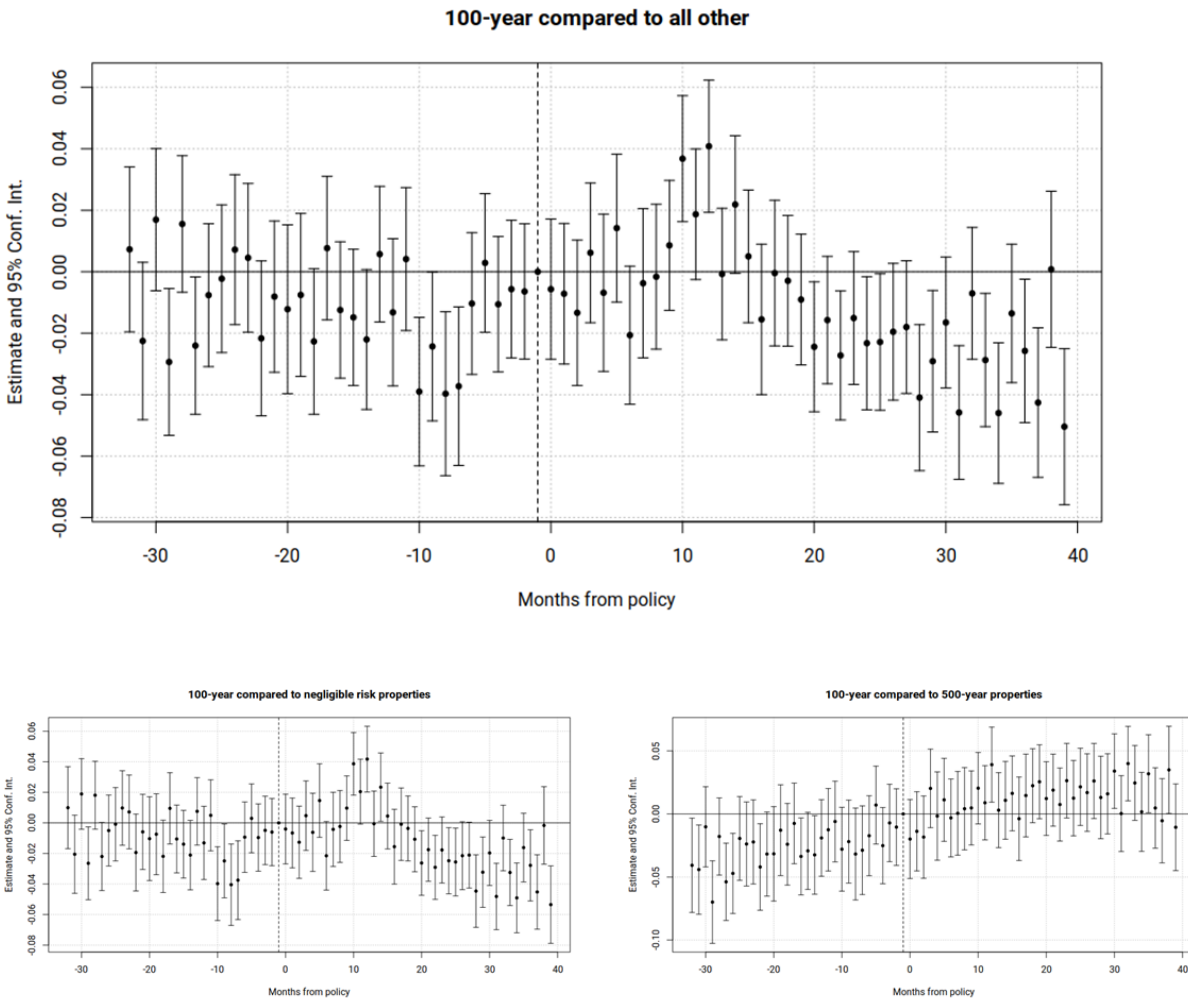 100-year compared to all other
Estimate and 95% Conf. Int.
0.06
0.04
0.02
0.00
-0.02
-0.04
-0.06
-0.08
-30 -20 -10 0 10 20 30 40
Months from policy
100-year compared to negligible risk properties
Estimate and 95% Conf. Int.
0.06
0.04
0.02
0.00
-0.02
-0.04
-0.06
-0.08
-30 -20 -10 0 10 20 30 40
Months from policy
100-year compared to 500-year properties
Estimate and 95% Conf. Int.
0.05
0.00
-0.05
-0.10
-30 -20 -10 0 10 20 30 40
Months from policy